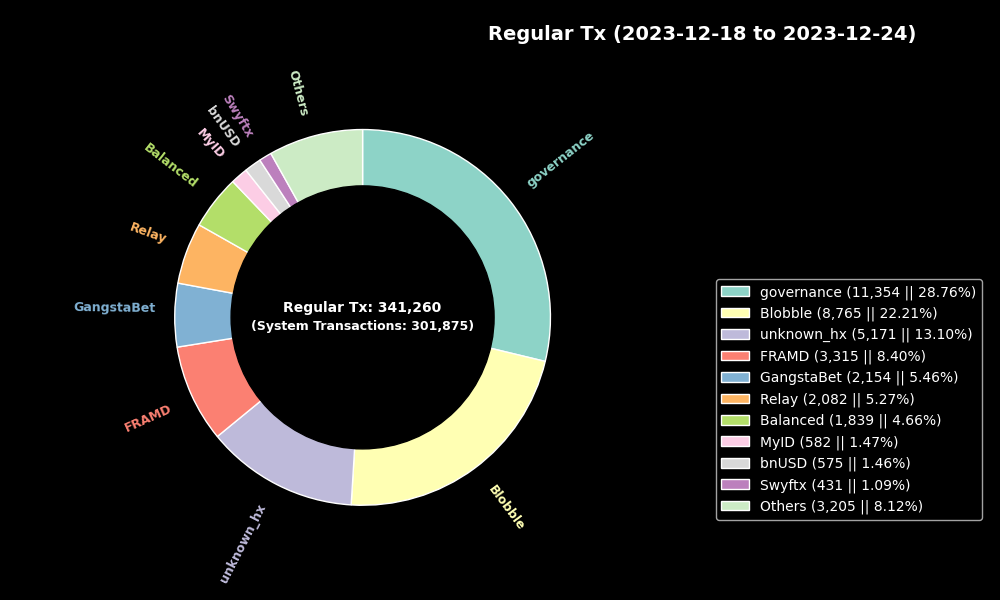 Regular Tx (2023-12-18 to 2023-12-24)
Others
Swyftx
bnUSD
MyID
Balanced
governance
Relay
GangstaBet
FRAMD
unknown_hx
Blobble
Regular Tx: 341,260
(System Transactions: 301,875)
governance (11,354 || 28.76%)
Blobble (8,765 || 22.21%)
unknown_hx (5,171 || 13.10%)
FRAMD (3,315 || 8.40%)
GangstaBet (2,154 || 5.46%)
Relay (2,082 || 5.27%)
Balanced (1,839 || 4.66%)
MyID (582 || 1.47%)
bnUSD (575 || 1.46%)
Swyftx (431 || 1.09%)
Others (3,205 || 8.12%)